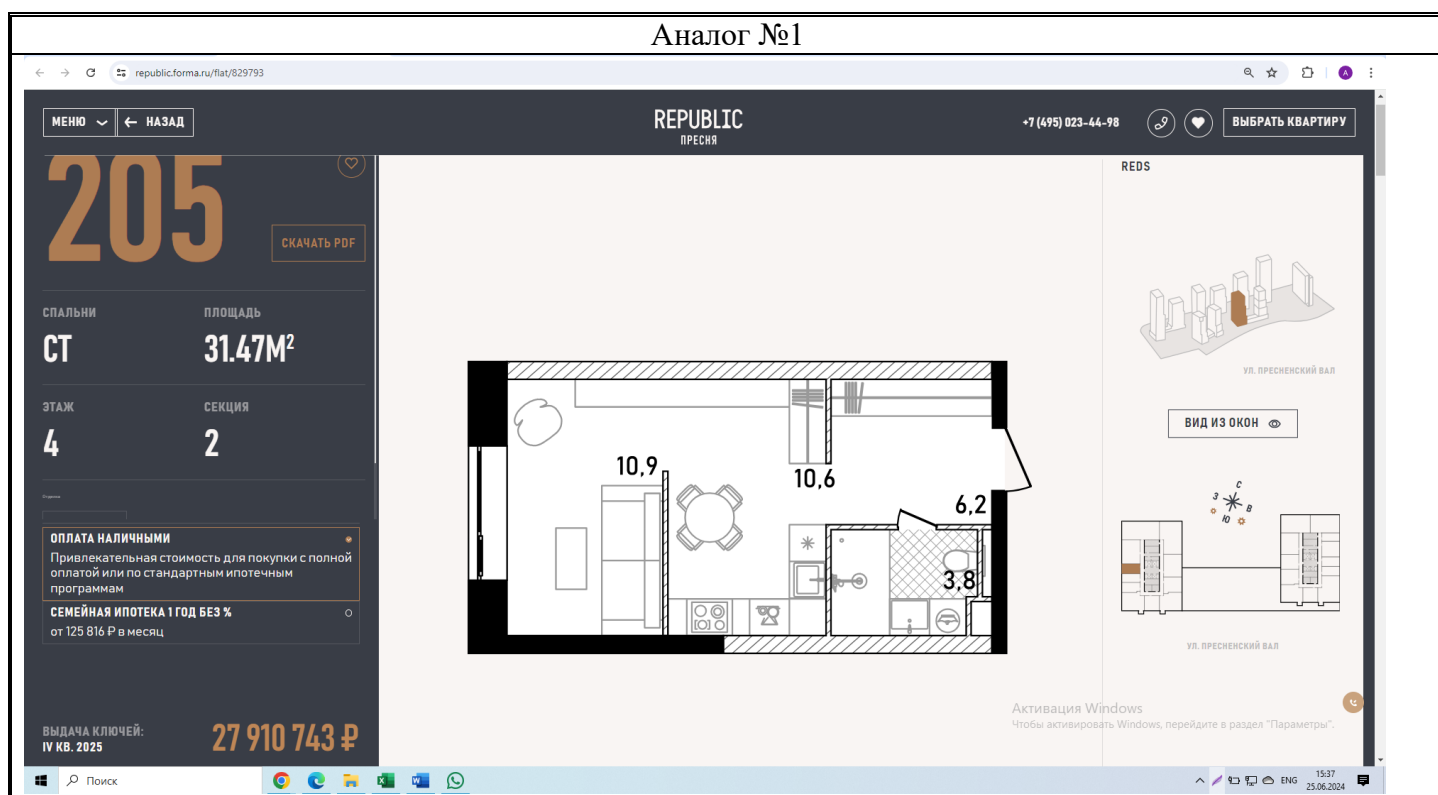 Аналог №1
republic.forma.ru/flat/829793
МЕНЮ
← НАЗАД
REPUBLIC
ПРЕСНЯ
+7 (495) 023-44-98
ВЫБРАТЬ КВАРТИРУ
205
СКАЧАТЬ PDF
СПАЛЬНИ
ПЛОЩАДЬ
СТ
31.47М²
ЭТАЖ
СЕКЦИЯ
4
2
Отделка
ОПЛАТА НАЛИЧНЫМИ
Привлекательная стоимость для покупки с полной
оплатой или по стандартным ипотечным
программам
СЕМЕЙНАЯ ИПОТЕКА 1 ГОД БЕЗ %
от 125 816 ₽ в месяц
ВЫДАЧА КЛЮЧЕЙ:
IV КВ. 2025
27 910 743 ₽
10,9
10,6
6,2
3,8
REDS
УЛ. ПРЕСНЕНСКИЙ ВАЛ
ВИД ИЗ ОКОН
С
З
В
Ю
УЛ. ПРЕСНЕНСКИЙ ВАЛ
Активация Windows
Чтобы активировать Windows, перейдите в раздел "Параметры".
Поиск
ENG
15:37
25.06.2024